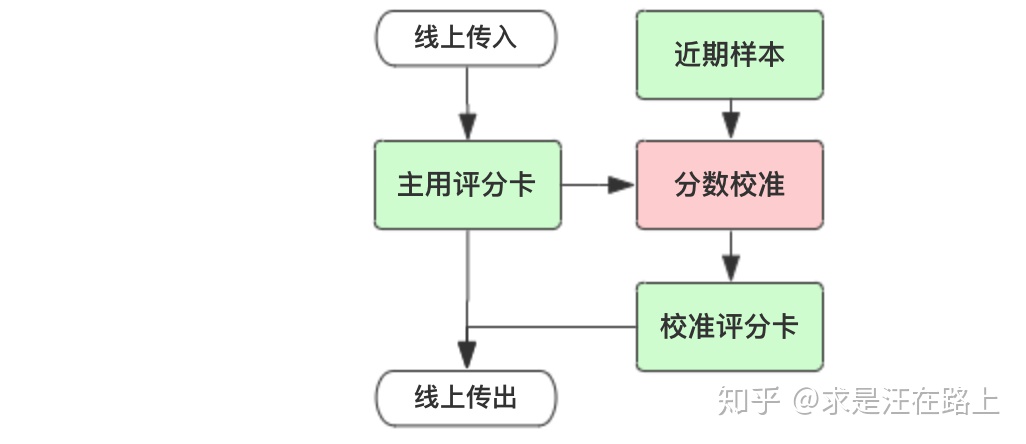 线上传入
近期样本
主用评分卡
分数校准
校准评分卡
线上传出
知乎 @求是汪在路上